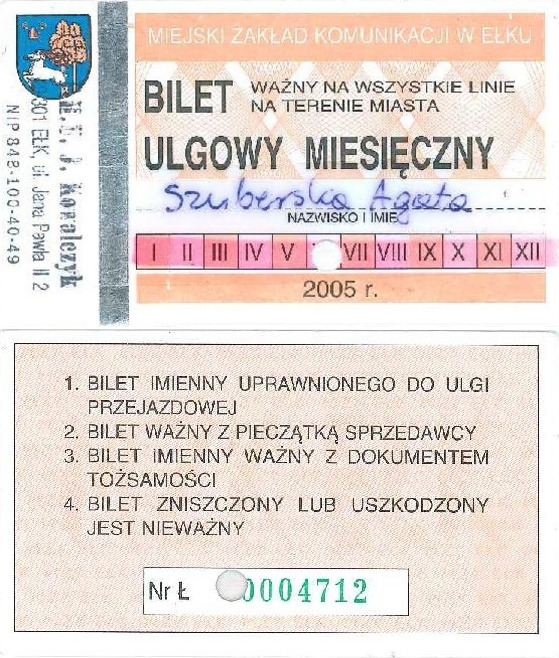 MIEJSKI ZAKŁAD KOMUNIKACJI W EŁKU
BILET WAŻNY NA WSZYSTKIE LINIE
NA TERENIE MIASTA
ULGOWY MIESIĘCZNY
Szuberska Agata
NAZWISKO I IMIĘ
I II III IV V VII VIII IX X XI XII
2005 r.
J. Kowalczyk
301 EŁK, ul. Jana Pawła II 2
NIP 848-100-40-49
1. BILET IMIENNY UPRAWNIONEGO DO ULGI
PRZEJAZDOWEJ
2. BILET WAŻNY Z PIECZĄTKĄ SPRZEDAWCY
3. BILET IMIENNY WAŻNY Z DOKUMENTEM
TOŻSAMOŚCI
4. BILET ZNISZCZONY LUB USZKODZONY
JEST NIEWAŻNY
Nr Ł 0004712